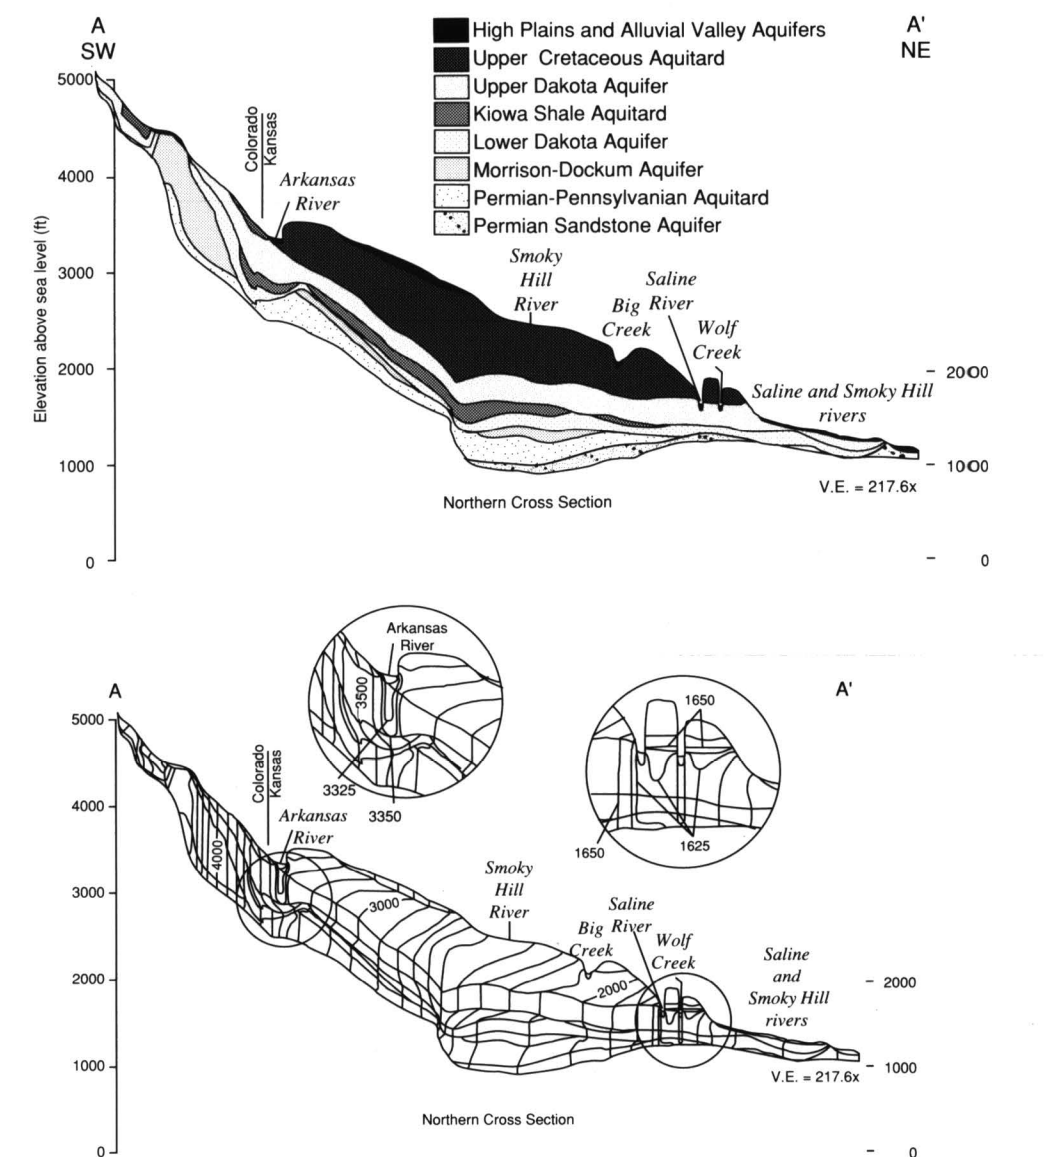 A
SW
A'
NE
High Plains and Alluvial Valley Aquifers
Upper Cretaceous Aquitard
Upper Dakota Aquifer
Kiowa Shale Aquitard
Lower Dakota Aquifer
Morrison-Dockum Aquifer
Permian-Pennsylvanian Aquitard
Permian Sandstone Aquifer
Elevation above sea level (ft)
5000
4000
3000
2000
1000
0
Colorado
Kansas
Arkansas
River
Smoky
Hill
River
Big
Creek
Saline
River
Wolf
Creek
Saline and Smoky Hill
rivers
2000
1000
0
V.E. = 217.6x
Northern Cross Section
A
A'
5000
4000
3000
2000
1000
0
Colorado
Kansas
Arkansas
River
Arkansas
River
3500
3325
3350
4000
3000
2000
Smoky
Hill
River
Big
Creek
Saline
River
Wolf
Creek
Saline
and
Smoky Hill
rivers
1650
1650
1625
2000
1000
0
V.E. = 217.6x
Northern Cross Section